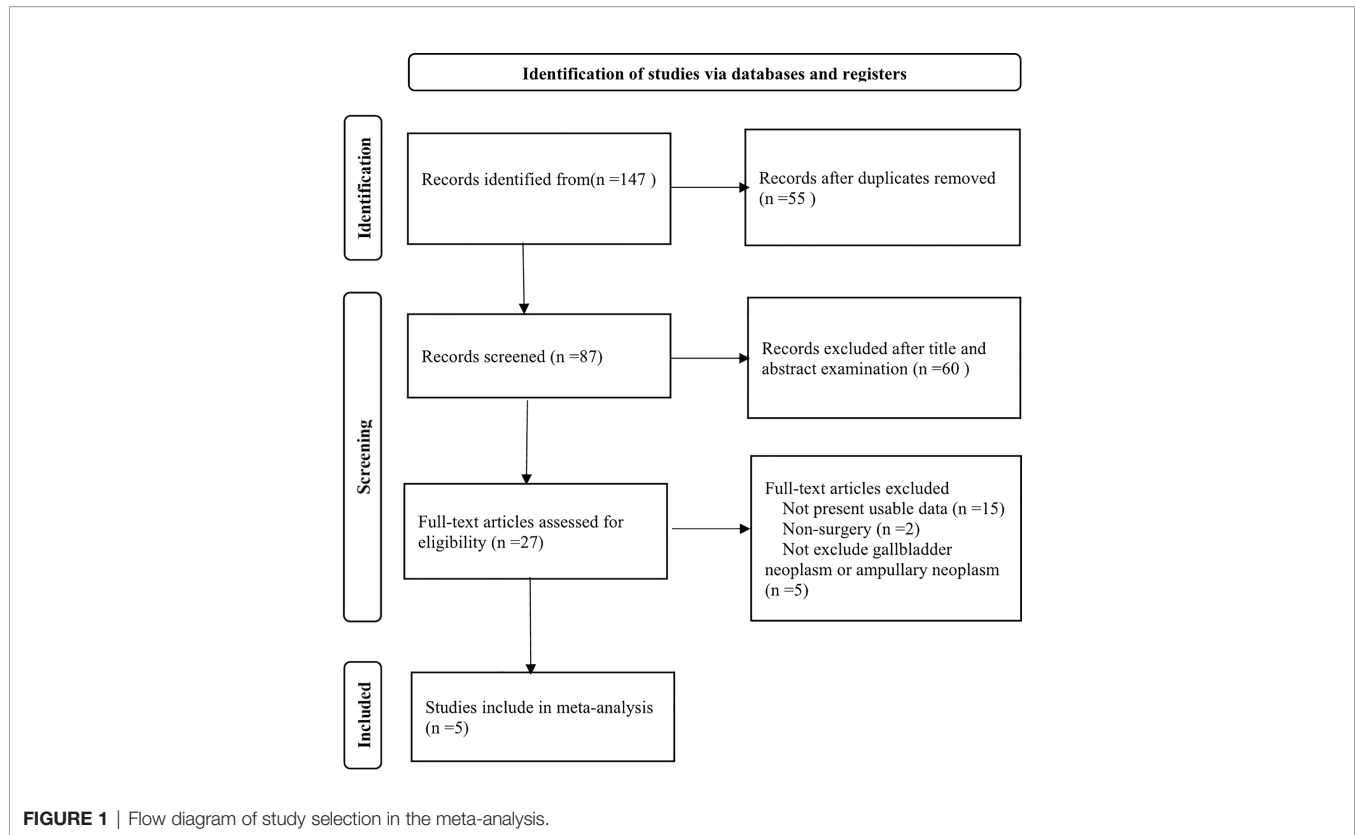 Identification of studies via databases and registers
Identification
Records identified from(n =147 )
Records after duplicates removed
(n =55 )
Screening
Records screened (n =87)
Records excluded after title and
abstract examination (n =60 )
Full-text articles assessed for
eligibility (n =27)
Full-text articles excluded
Not present usable data (n =15)
Non-surgery (n =2)
Not exclude gallbladder
neoplasm or ampullary neoplasm
(n =5)
Included
Studies include in meta-analysis
(n =5)
FIGURE 1 | Flow diagram of study selection in the meta-analysis.